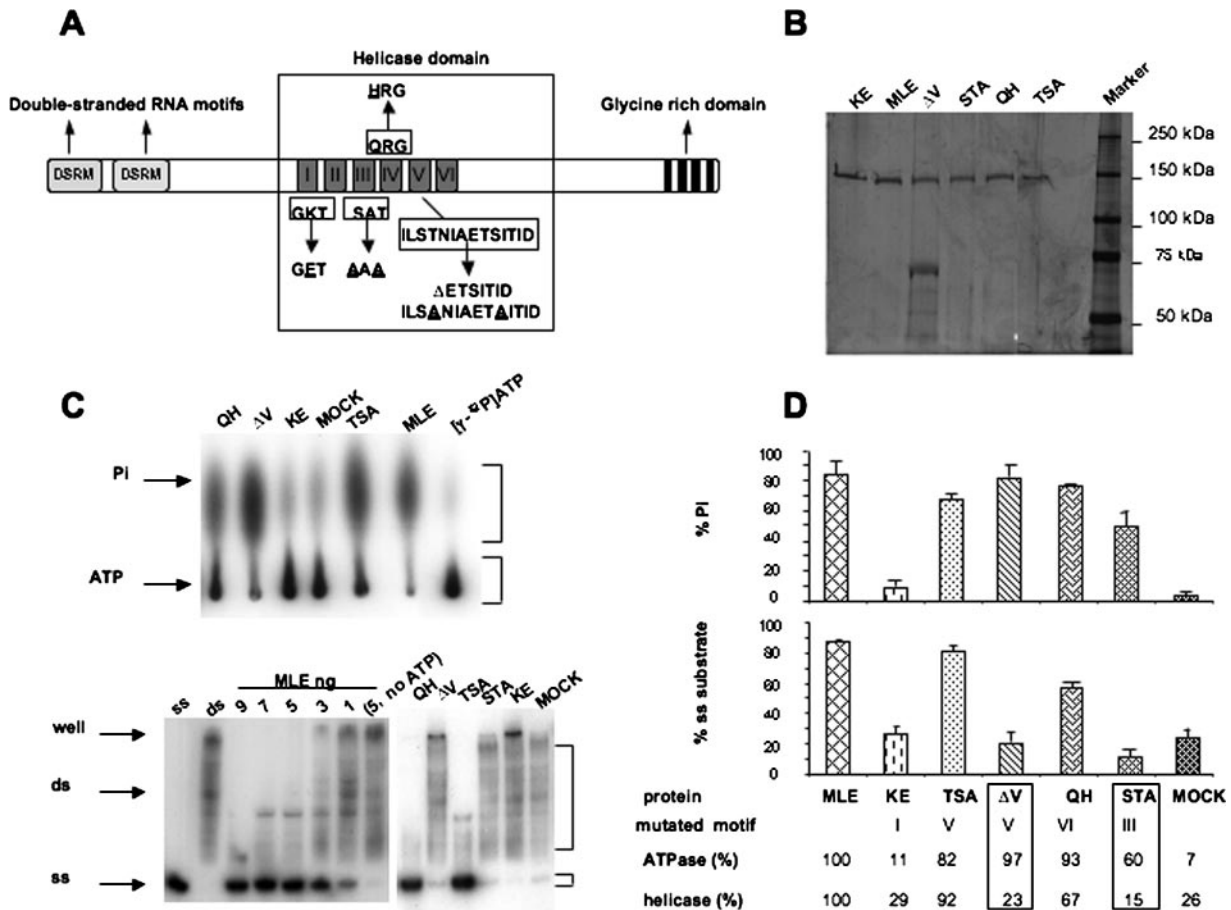 A
Helicase domain
HRG
Double-stranded RNA motifs
Glycine rich domain
QRG
DSRM DSRM I II III IV V VI
GKT SAT ILSTNIAETSITID
GET AAA
ΔETSITID
ILSANIAETAITID
B
KE MLE ΔV STA QH TSA Marker
250 kDa
150 kDa
100 kDa
75 kDa
50 kDa
C
QH ΔV KE MOCK TSA MLE [γ-32P]ATP
Pi
ATP
MLE ng
ss ds 9 7 5 3 1 (5, no ATP) QH ΔV TSA STA KE MOCK
well
ds
ss
D
% Pi
100
80
60
40
20
0
% ss substrate
100
80
60
40
20
0
protein MLE KE TSA ΔV QH STA MOCK
mutated motif I V V VI III
ATPase (%) 100 11 82 97 93 60 7
helicase (%) 100 29 92 23 67 15 26